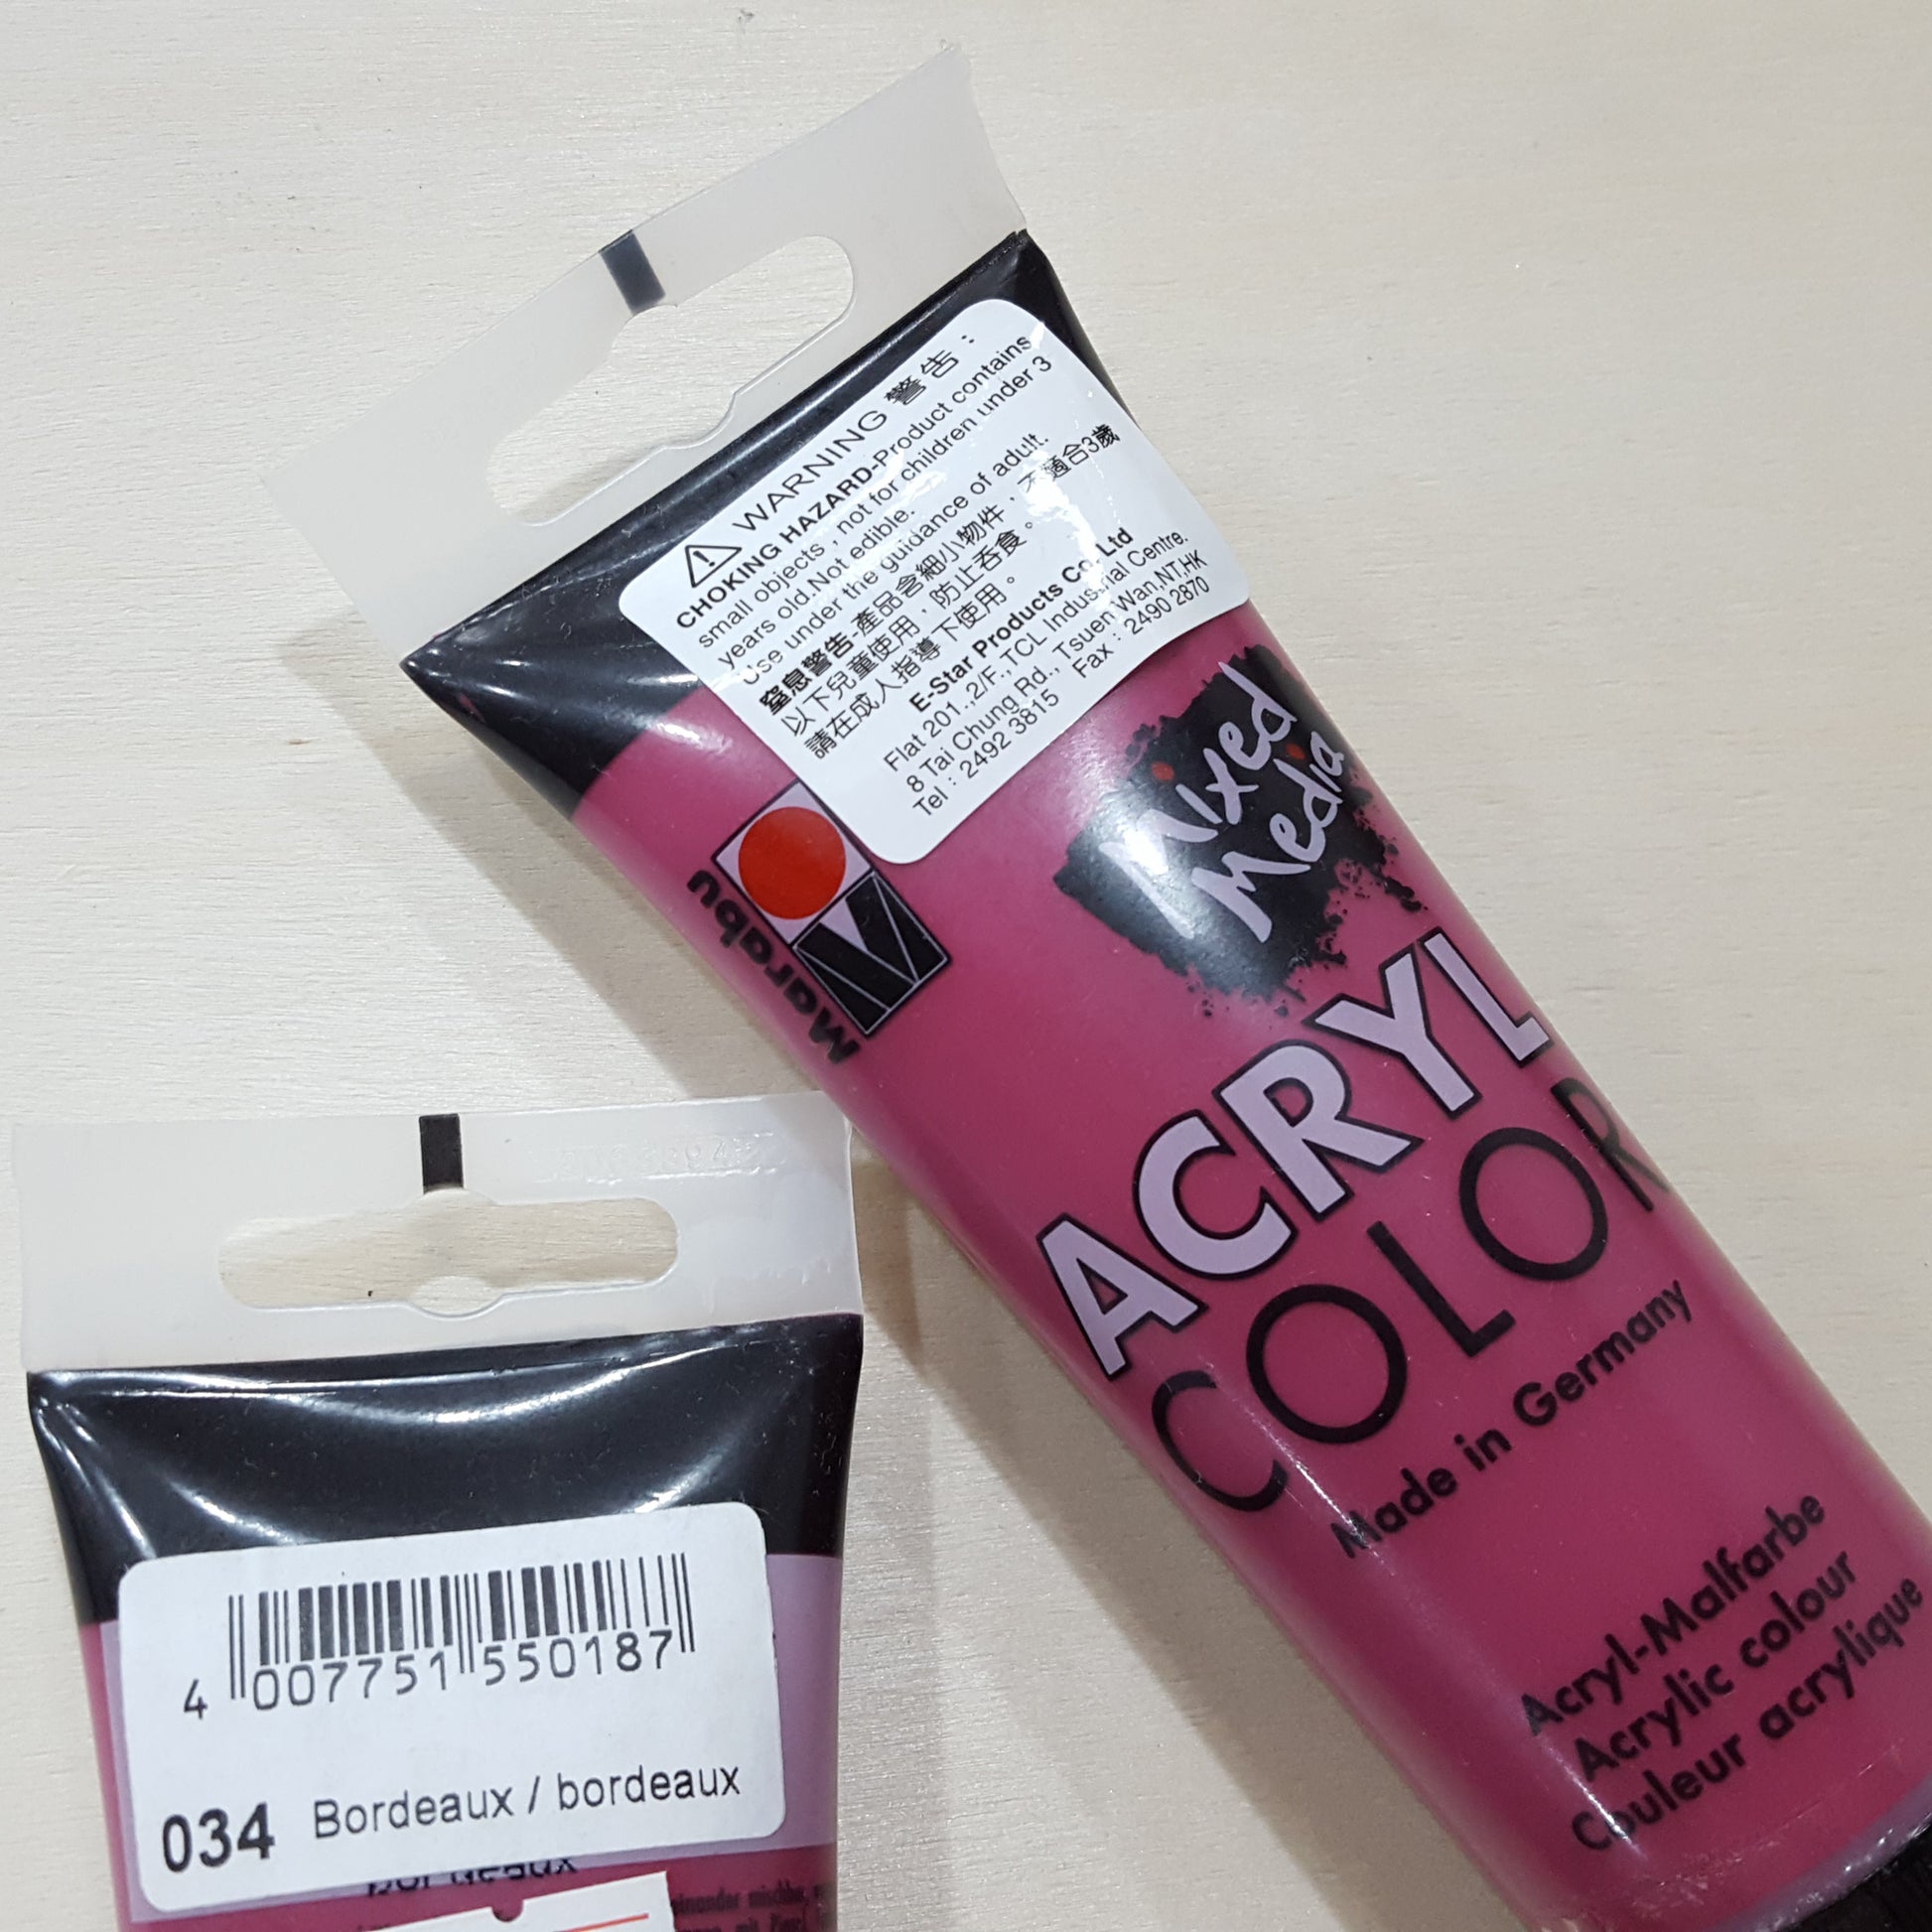 WARNING 警告：
CHOKING HAZARD-Product contains
small objects , not for children under 3
years old.Not edible.
Use under the guidance of adult.
窒息警告-產品含細小物件，不適合3歲
以下兒童使用，防止吞食。
請在成人指導下使用。
E-Star Products Co. Ltd
Flat 201.,2/F.,TCL Industrial Centre.
8 Tai Chung Rd., Tsuen Wan,NT,HK
Tel : 2492 3815 Fax : 2490 2870
Marabu
Mixed
Media
ACRYL
COLOR
Made in Germany
Acryl-Malfarbe
Acrylic colour
Couleur acrylique
4 007751 550187
034 Bordeaux / bordeaux
bordeaux